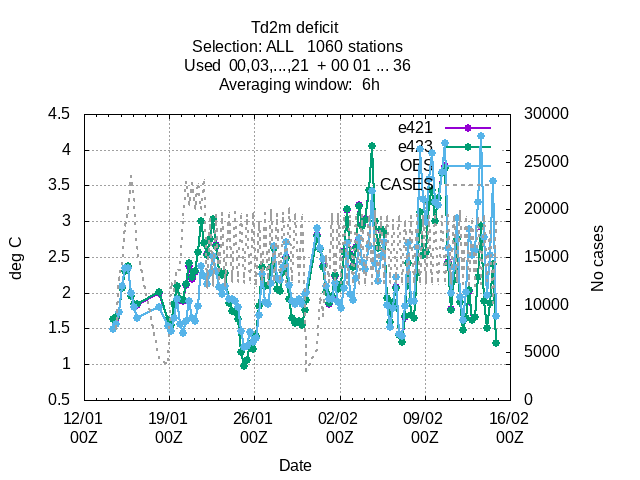 Td2m deficit
Selection: ALL   1060 stations
Used  00,03,...,21  + 00 01 ... 36
Averaging window:  6h
4.5
4
3.5
3
2.5
2
1.5
1
0.5
deg C
30000
25000
20000
15000
10000
5000
0
No cases
e421
e423
OBS
CASES
12/01 00Z
19/01 00Z
26/01 00Z
02/02 00Z
09/02 00Z
16/02 00Z
Date